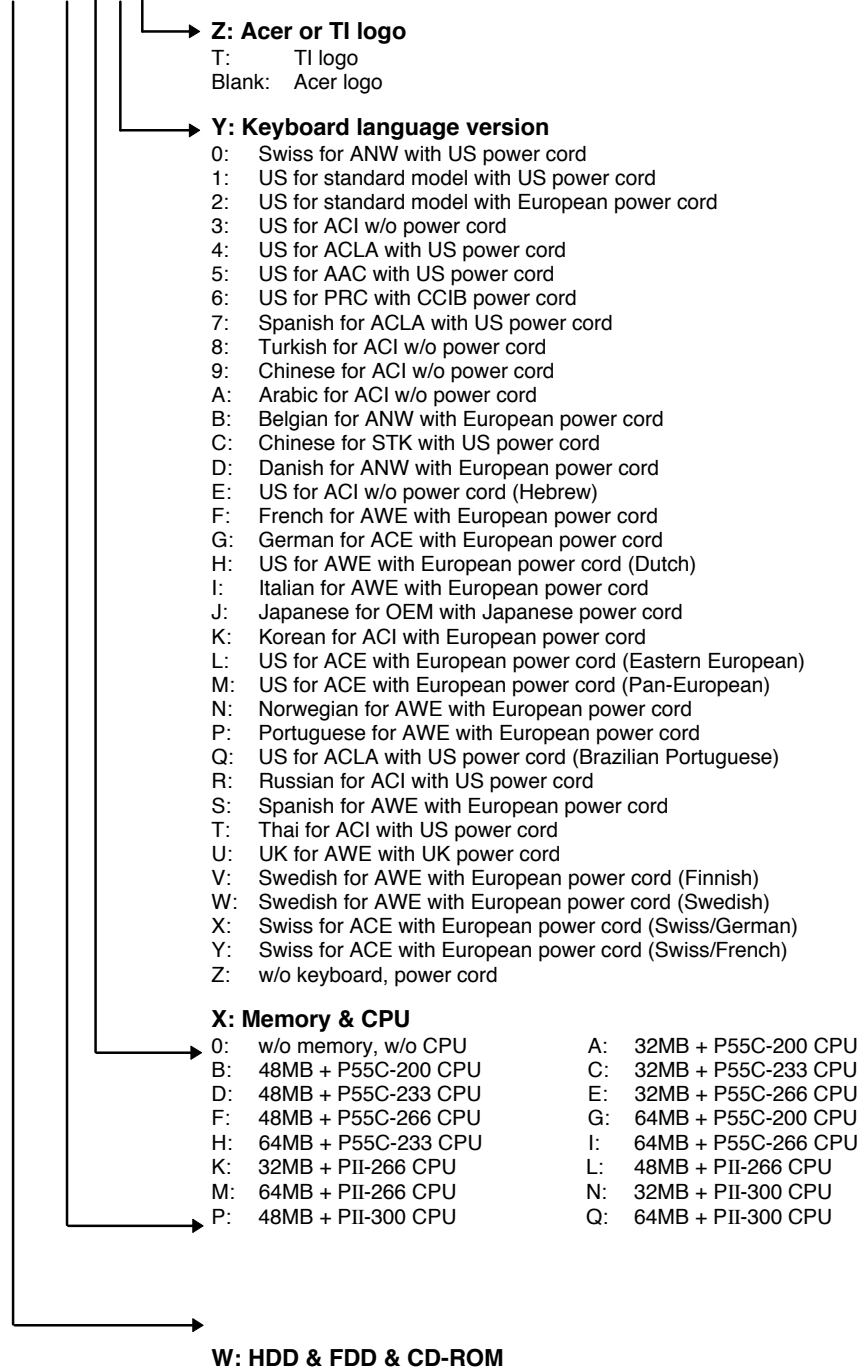 Z: Acer or TI logo
T: TI logo
Blank: Acer logo
Y: Keyboard language version
0: Swiss for ANW with US power cord
1: US for standard model with US power cord
2: US for standard model with European power cord
3: US for ACI w/o power cord
4: US for ACLA with US power cord
5: US for AAC with US power cord
6: US for PRC with CCIB power cord
7: Spanish for ACLA with US power cord
8: Turkish for ACI w/o power cord
9: Chinese for ACI w/o power cord
A: Arabic for ACI w/o power cord
B: Belgian for ANW with European power cord
C: Chinese for STK with US power cord
D: Danish for ANW with European power cord
E: US for ACI w/o power cord (Hebrew)
F: French for AWE with European power cord
G: German for ACE with European power cord
H: US for AWE with European power cord (Dutch)
I: Italian for AWE with European power cord
J: Japanese for OEM with Japanese power cord
K: Korean for ACI with European power cord
L: US for ACE with European power cord (Eastern European)
M: US for ACE with European power cord (Pan-European)
N: Norwegian for AWE with European power cord
P: Portuguese for AWE with European power cord
Q: US for ACLA with US power cord (Brazilian Portuguese)
R: Russian for ACI with US power cord
S: Spanish for AWE with European power cord
T: Thai for ACI with US power cord
U: UK for AWE with UK power cord
V: Swedish for AWE with European power cord (Finnish)
W: Swedish for AWE with European power cord (Swedish)
X: Swiss for ACE with European power cord (Swiss/German)
Y: Swiss for ACE with European power cord (Swiss/French)
Z: w/o keyboard, power cord
X: Memory & CPU
0: w/o memory, w/o CPU A: 32MB + P55C-200 CPU
B: 48MB + P55C-200 CPU C: 32MB + P55C-233 CPU
D: 48MB + P55C-233 CPU E: 32MB + P55C-266 CPU
F: 48MB + P55C-266 CPU G: 64MB + P55C-200 CPU
H: 64MB + P55C-233 CPU I: 64MB + P55C-266 CPU
K: 32MB + PII-266 CPU L: 48MB + PII-266 CPU
M: 64MB + PII-266 CPU N: 32MB + PII-300 CPU
P: 48MB + PII-300 CPU Q: 64MB + PII-300 CPU
W: HDD & FDD & CD-ROM